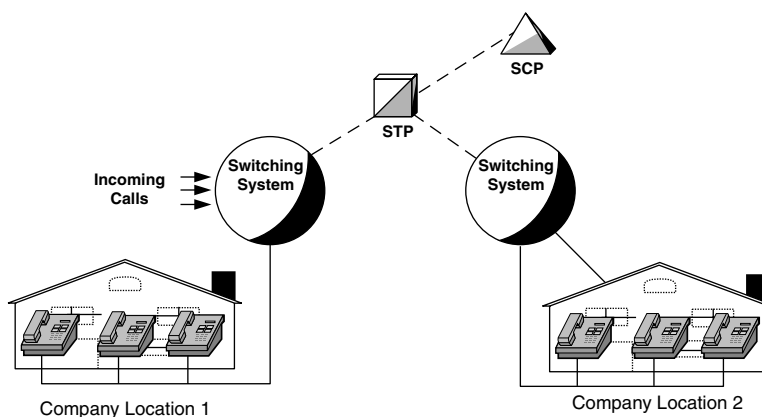 SCP
STP
Switching
System
Switching
System
Incoming
Calls
Company Location 1
Company Location 2